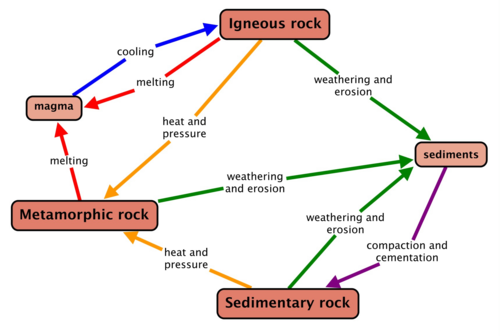 Igneous rock
cooling
melting
weathering and
erosion
magma
heat and
pressure
melting
sediments
weathering
and erosion
Metamorphic rock
weathering and
erosion
heat and
pressure
compaction and
cementation
Sedimentary rock